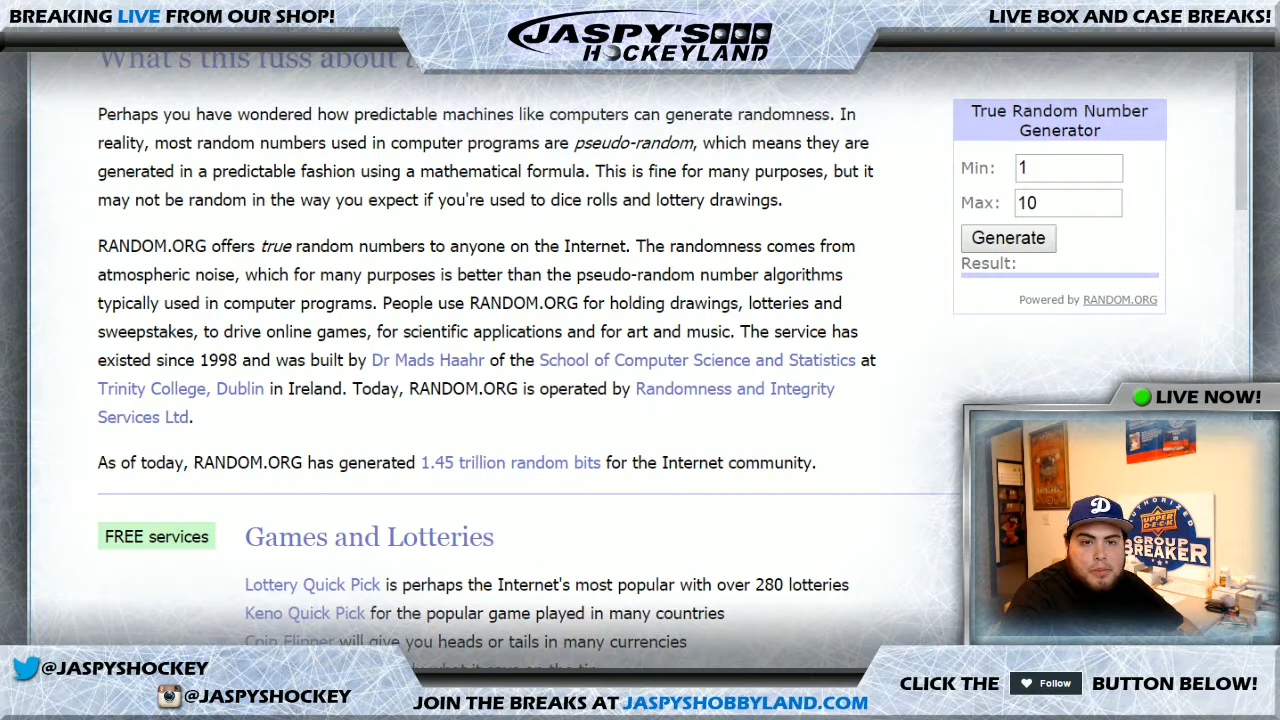 BREAKING LIVE FROM OUR SHOP!
JASPY'S
HOCKEYLAND
LIVE BOX AND CASE BREAKS!
What's this fuss about
Perhaps you have wondered how predictable machines like computers can generate randomness. In
reality, most random numbers used in computer programs are pseudo-random, which means they are
generated in a predictable fashion using a mathematical formula. This is fine for many purposes, but it
may not be random in the way you expect if you're used to dice rolls and lottery drawings.
RANDOM.ORG offers true random numbers to anyone on the Internet. The randomness comes from
atmospheric noise, which for many purposes is better than the pseudo-random number algorithms
typically used in computer programs. People use RANDOM.ORG for holding drawings, lotteries and
sweepstakes, to drive online games, for scientific applications and for art and music. The service has
existed since 1998 and was built by Dr Mads Haahr of the School of Computer Science and Statistics at
Trinity College, Dublin in Ireland. Today, RANDOM.ORG is operated by Randomness and Integrity
Services Ltd.
As of today, RANDOM.ORG has generated 1.45 trillion random bits for the Internet community.
True Random Number
Generator
Min: 1
Max: 10
Generate
Result:
Powered by RANDOM.ORG
LIVE NOW!
D
AUTHORIZED
UPPER
DECK
GROUP
BREAKER
FREE services
Games and Lotteries
Lottery Quick Pick is perhaps the Internet's most popular with over 280 lotteries
Keno Quick Pick for the popular game played in many countries
Coin Flipper will give you heads or tails in many currencies
@JASPYSHOCKEY
@JASPYSHOCKEY
JOIN THE BREAKS AT JASPYSHOBBYLAND.COM
CLICK THE Follow BUTTON BELOW!